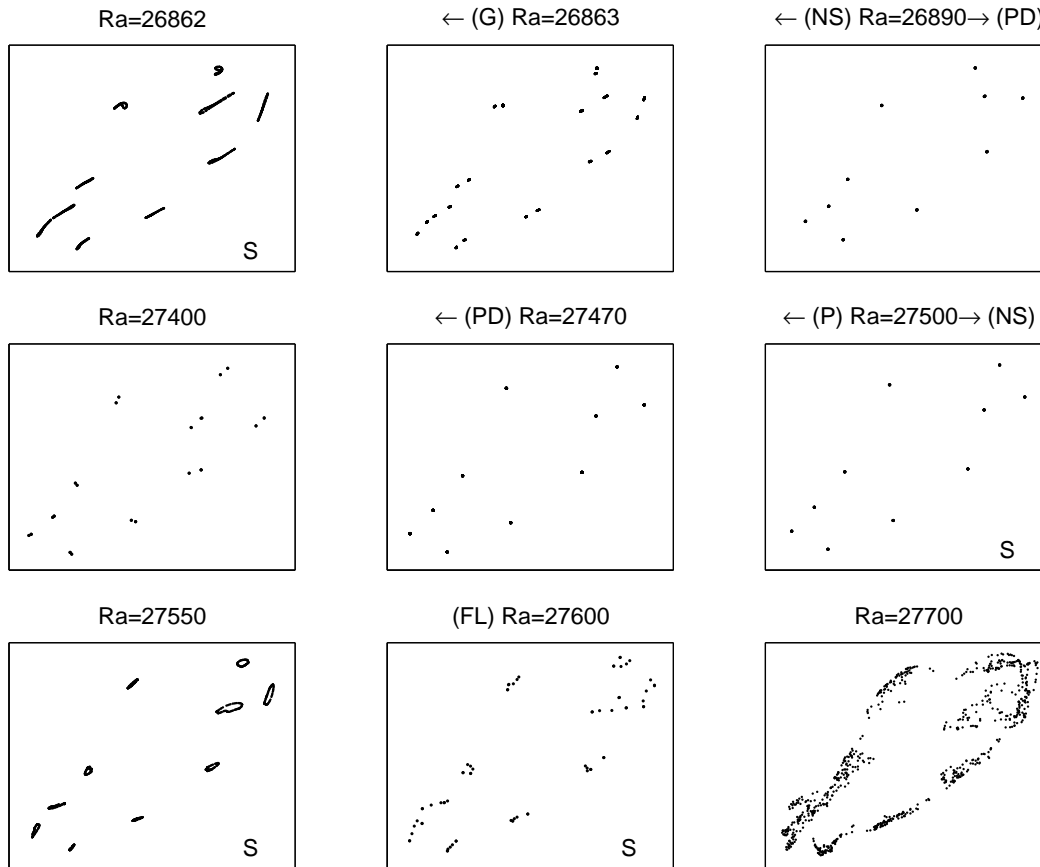 Ra=26862
← (G) Ra=26863
← (NS) Ra=26890→ (PD)
S
Ra=27400
← (PD) Ra=27470
← (P) Ra=27500→ (NS)
S
Ra=27550
(FL) Ra=27600
Ra=27700
S
S